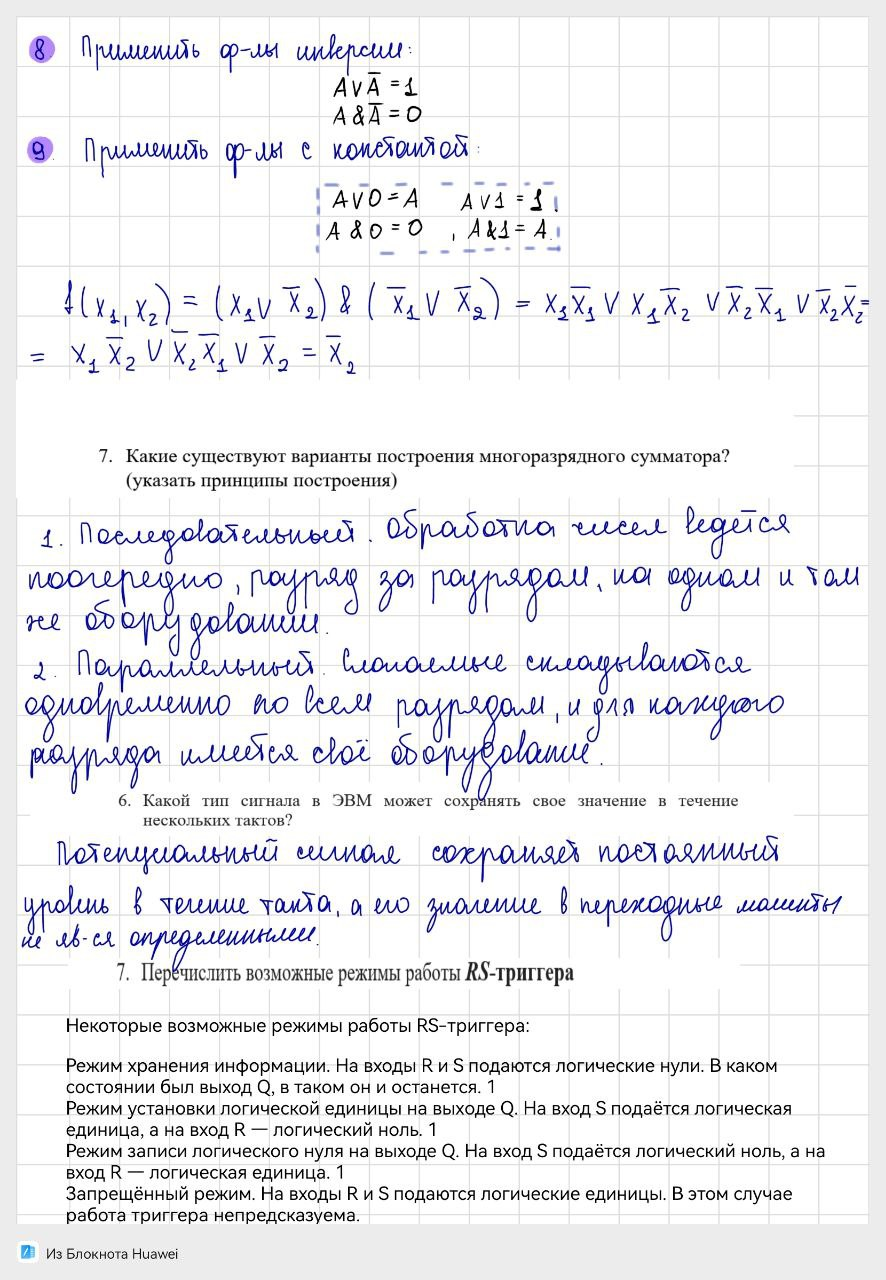 8 Применить ф-лы инверсии:
A V A̅ = 1
A & A̅ = 0
9. Применить ф-лы с константой:
A V 0 = A A V 1 = 1.
A & 0 = 0 , A & 1 = A.
f(x₁, x₂) = (x₁ V x̅₂) & (x̅₁ V x̅₂) = x₁x̅₁ V x₁x̅₂ V x̅₂x̅₁ V x̅₂x̅₂=
= x₁x̅₂ V x̅₂x̅₁ V x̅₂ = x̅₂
7. Какие существуют варианты построения многоразрядного сумматора?
(указать принципы построения)
1. Последовательный. Обработка чисел ведётся
поочередно, разряд за разрядом, на одном и том
же оборудовании.
2. Параллельный. Слагаемые складываются
одновременно по всем разрядам, и для каждого
разряда имеется своё оборудование.
6. Какой тип сигнала в ЭВМ может сохранять свое значение в течение
нескольких тактов?
Потенциальный сигнал сохраняет постоянный
уровень в течение такта, а его значение в переходные моменты
не яв-ся определенными.
7. Перечислить возможные режимы работы RS-триггера
Некоторые возможные режимы работы RS-триггера:
Режим хранения информации. На входы R и S подаются логические нули. В каком
состоянии был выход Q, в таком он и останется. 1
Режим установки логической единицы на выходе Q. На вход S подаётся логическая
единица, а на вход R — логический ноль. 1
Режим записи логического нуля на выходе Q. На вход S подаётся логический ноль, а на
вход R — логическая единица. 1
Запрещённый режим. На входы R и S подаются логические единицы. В этом случае
работа триггера непредсказуема.
Из Блокнота Huawei